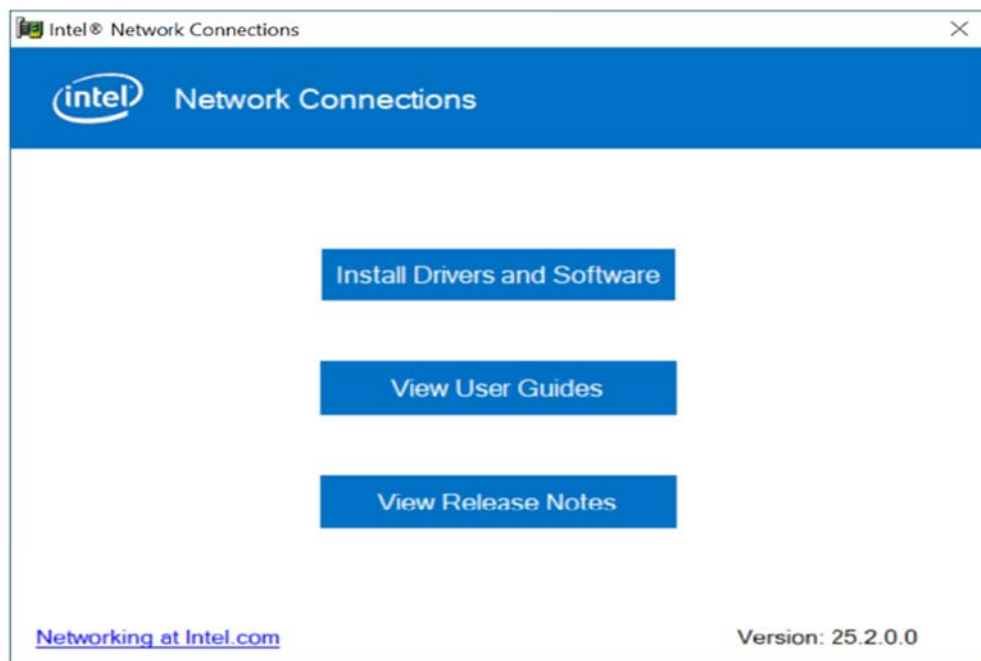 Intel® Network Connections
intel Network Connections
Install Drivers and Software
View User Guides
View Release Notes
Networking at Intel.com
Version: 25.2.0.0